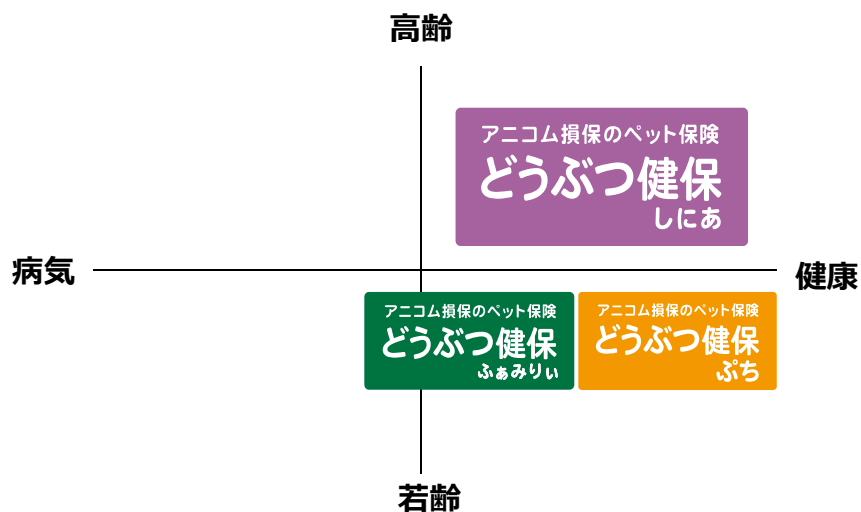 高齢
アニコム損保のペット保険
どうぶつ健保
しにあ
病気
健康
アニコム損保のペット保険
どうぶつ健保
ふぁみりぃ
アニコム損保のペット保険
どうぶつ健保
ぷち
若齢